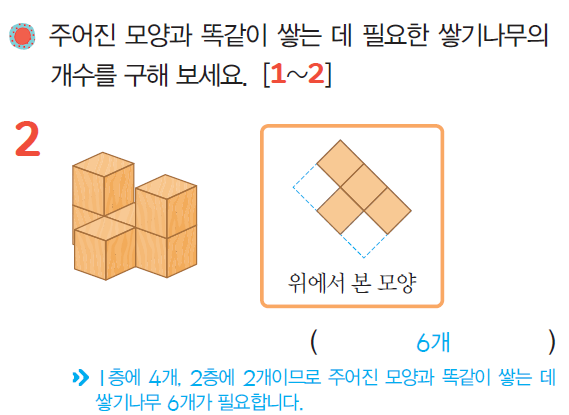 주어진 모양과 똑같이 쌓는 데 필요한 쌓기나무의
개수를 구해 보세요. [1~2]
2
위에서 본 모양
( 6개 )
1층에 4개, 2층에 2개이므로 주어진 모양과 똑같이 쌓는 데
쌓기나무 6개가 필요합니다.